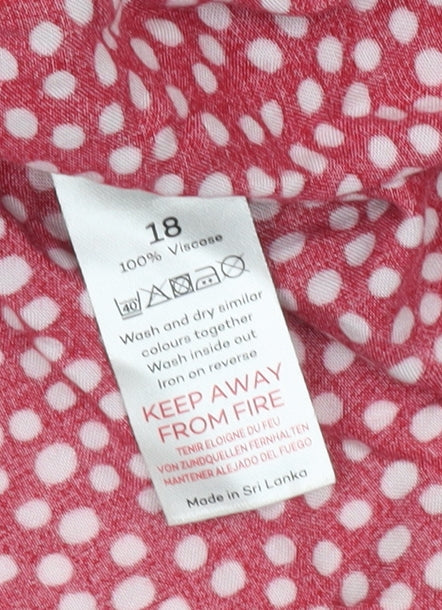 18
100% Viscose
40
Wash and dry similar
colours together
Wash inside out
Iron on reverse
KEEP AWAY
FROM FIRE
TENIR ELOIGNE DU FEU
VON ZUNDQUELLEN FERNHALTEN
MANTENER ALEJADO DEL FUEGO
Made in Sri Lanka